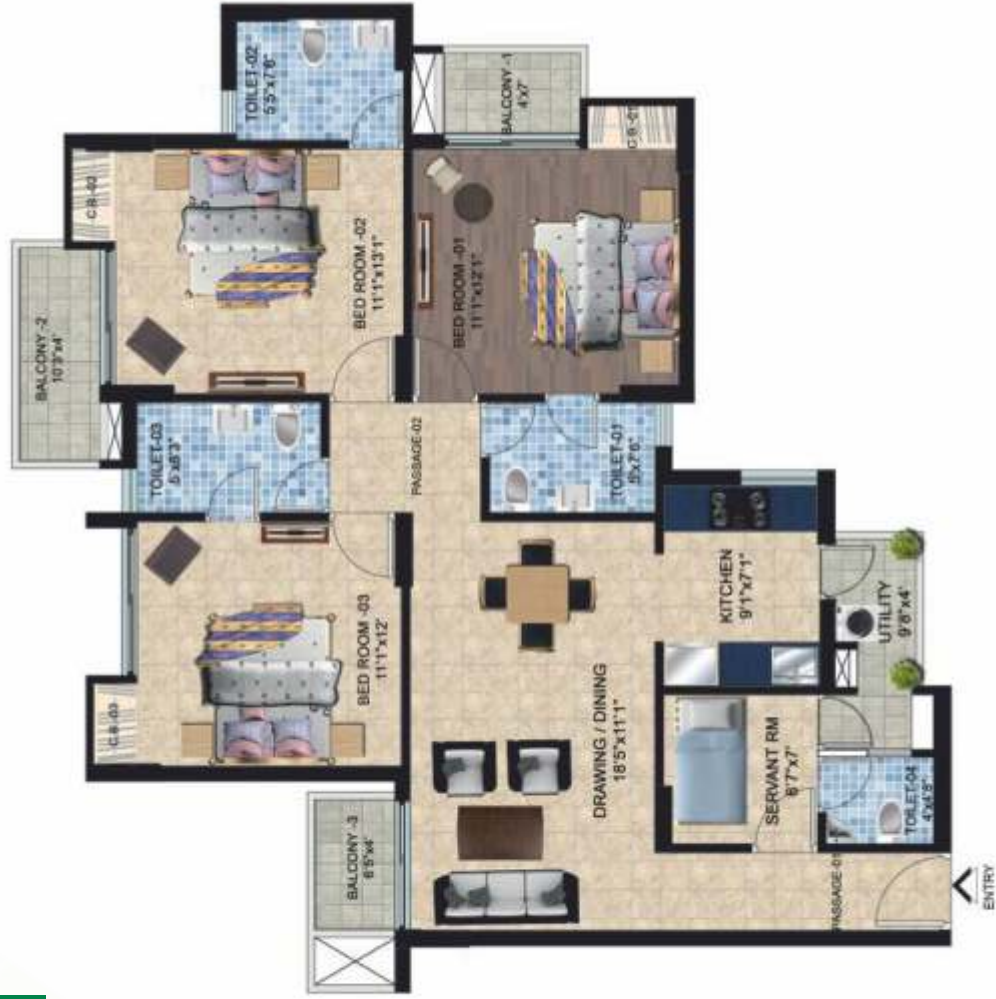 TOILET-02
5'5"x7'6"
BALCONY -1
4'x7'
C.B.-01
C.B.-02
BED ROOM -02
11'1"x13'1"
BED ROOM -01
11'1"x12'1"
BALCONY -2
10'3"x4'
TOILET-03
5'x8'3"
PASSAGE-02
TOILET-01
5'x7'6"
KITCHEN
9'1"x7'1"
UTILITY
9'8"x4'
BED ROOM -03
11'1"x12'
C.B.-03
DRAWING / DINING
18'5"x11'1"
SERVANT RM
6'7"x7'
TOILET-04
4'x4'8"
BALCONY -3
6'5"x4'
PASSAGE-01
ENTRY